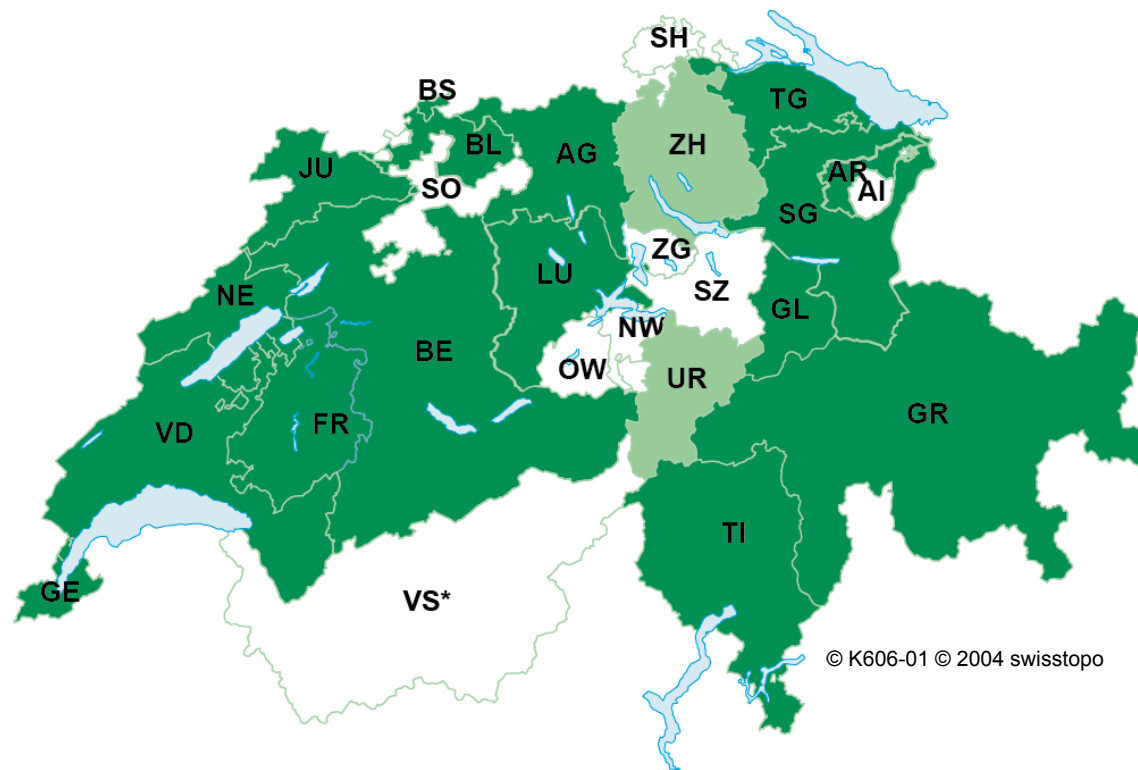 SH
BS
TG
BL
ZH
AG
JU
AR
AI
SO
SG
ZG
LU
SZ
NE
GL
NW
BE
OW
UR
GR
FR
VD
TI
GE
VS*
© K606-01 © 2004 swisstopo